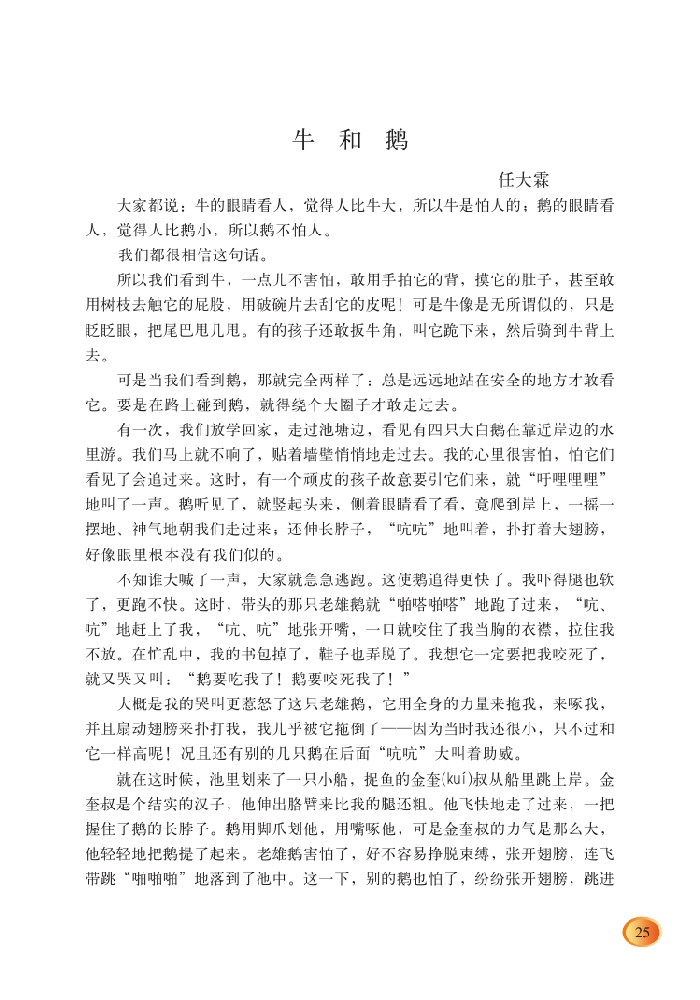 牛 和 鹅
任大霖
大家都说：牛的眼睛看人，觉得人比牛大，所以牛是怕人的；鹅的眼睛看
人，觉得人比鹅小，所以鹅不怕人。
我们都很相信这句话。
所以我们看到牛，一点儿不害怕，敢用手拍它的背，摸它的肚子，甚至敢
用树枝去触它的屁股，用破碗片去刮它的皮呢！可是牛像是无所谓似的，只是
眨眨眼，把尾巴甩几甩。有的孩子还敢扳牛角，叫它跪下来，然后骑到牛背上
去。
可是当我们看到鹅，那就完全两样了：总是远远地站在安全的地方才敢看
它。要是在路上碰到鹅，就得绕个大圈子才敢走过去。
有一次，我们放学回家，走过池塘边，看见有四只大白鹅在靠近岸边的水
里游。我们马上就不响了，贴着墙壁悄悄地走过去。我的心里很害怕，怕它们
看见了会追过来。这时，有一个顽皮的孩子故意要引它们来，就“吁哩哩哩”
地叫了一声。鹅听见了，就竖起头来，侧着眼睛看了看，竟爬到岸上，一摇一
摆地、神气地朝我们走过来；还伸长脖子，“吭吭”地叫着，扑打着大翅膀，
好像眼里根本没有我们似的。
不知谁大喊了一声，大家就急急逃跑。这使鹅追得更快了。我吓得腿也软
了，更跑不快。这时，带头的那只老雄鹅就“啪嗒啪嗒”地跑了过来，“吭、
吭”地赶上了我，“吭、吭”地张开嘴，一口就咬住了我当胸的衣襟，拉住我
不放。在忙乱中，我的书包掉了，鞋子也弄脱了。我想它一定要把我咬死了，
就又哭又叫：“鹅要吃我了！鹅要咬死我了！”
大概是我的哭叫更惹怒了这只老雄鹅，它用全身的力量来拖我，来啄我，
并且扇动翅膀来扑打我，我几乎被它拖倒了——因为当时我还很小，只不过和
它一样高呢！况且还有别的几只鹅在后面“吭吭”大叫着助威。
就在这时候，池里划来了一只小船，捉鱼的金奎(kuí)叔从船里跳上岸。金
奎叔是个结实的汉子，他伸出胳臂来比我的腿还粗。他飞快地走了过来，一把
握住了鹅的长脖子。鹅用脚爪划他，用嘴啄他，可是金奎叔的力气是那么大，
他轻轻地把鹅提了起来。老雄鹅害怕了，好不容易挣脱束缚，张开翅膀，连飞
带跳“啪啪啪”地落到了池中。这一下，别的鹅也怕了，纷纷张开翅膀，跳进
25